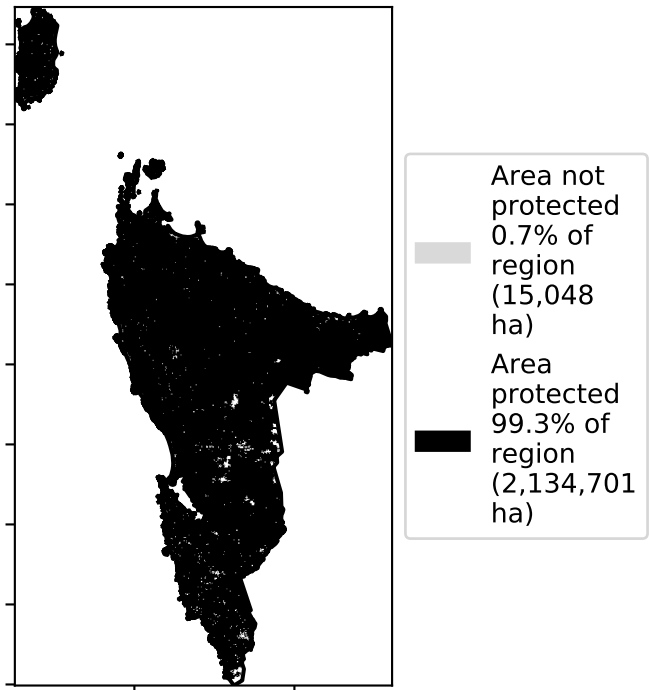 Area not
protected
0.7% of
region
(15,048
ha)
Area
protected
99.3% of
region
(2,134,701
ha)